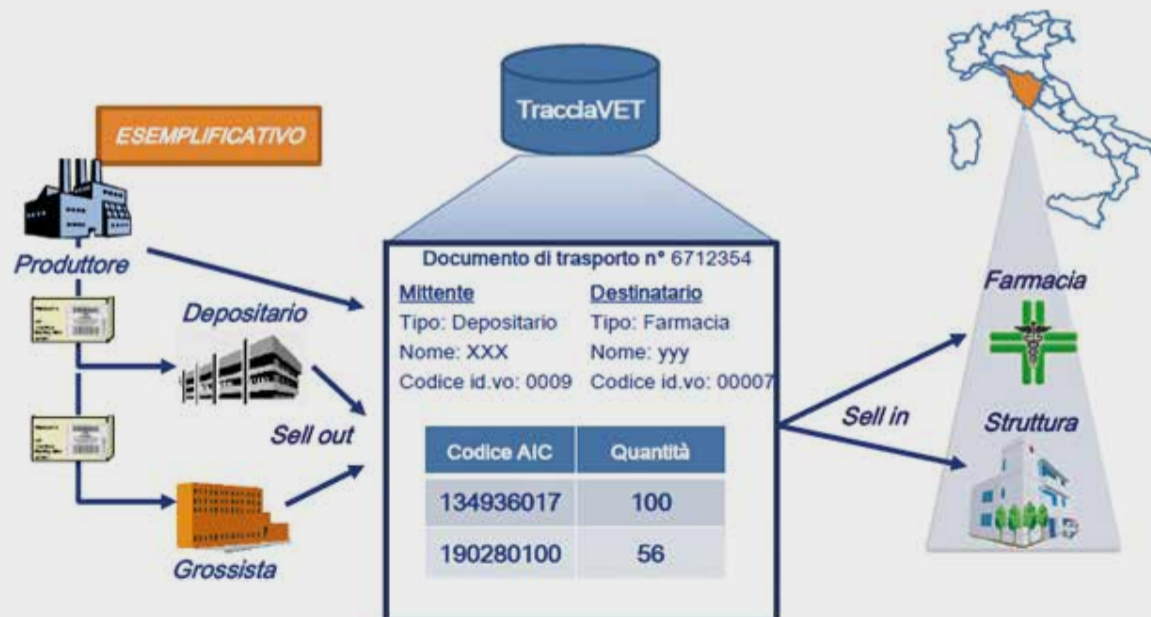 ESEMPLIFICATIVO
TracciaVET
Produttore
Depositario
Sell out
Grossista
Documento di trasporto n° 6712354
Mittente
Destinatario
Tipo: Depositario
Tipo: Farmacia
Nome: XXX
Nome: yyy
Codice id.vo: 0009
Codice id.vo: 00007
Codice AIC
Quantità
134936017
100
190280100
56
Sell in
Farmacia
Struttura